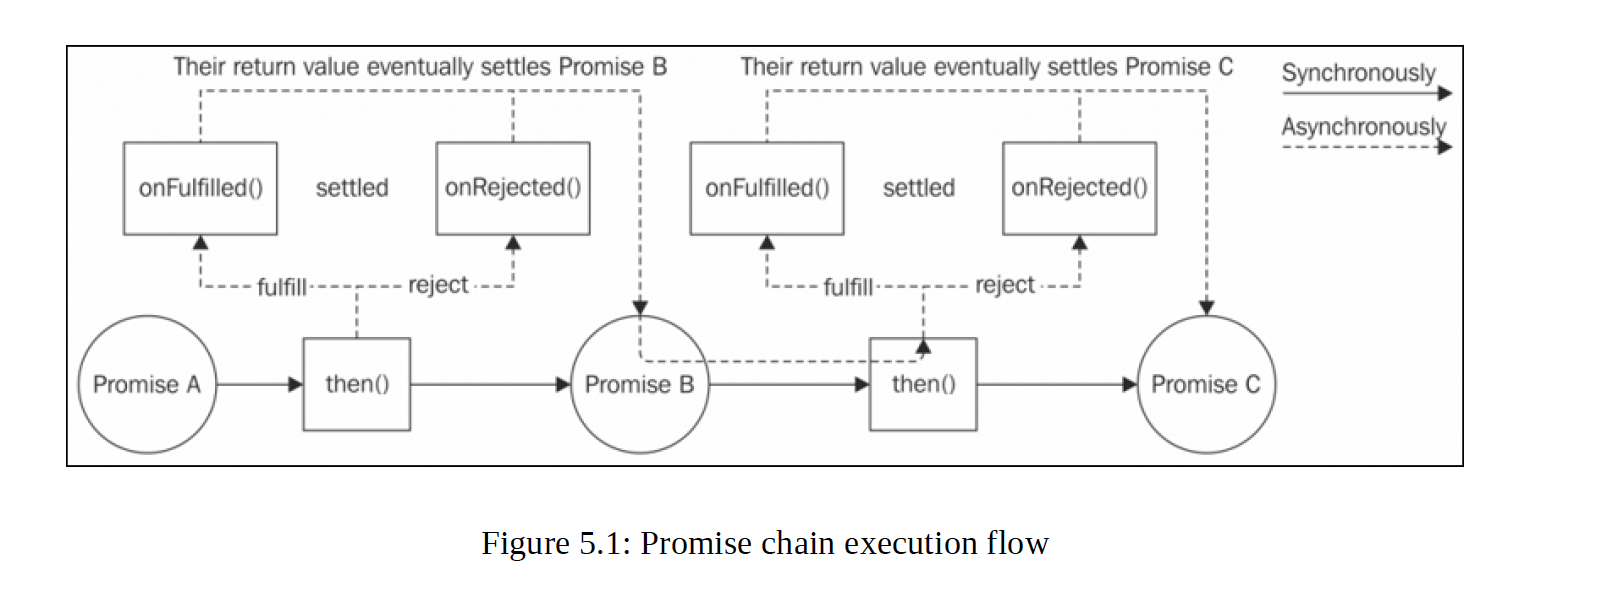 Their return value eventually settles Promise B
Their return value eventually settles Promise C
Synchronously
Asynchronously
onFulfilled()
settled
onRejected()
onFulfilled()
settled
onRejected()
fulfill
reject
fulfill
reject
Promise A
then()
Promise B
then()
Promise C
Figure 5.1: Promise chain execution flow